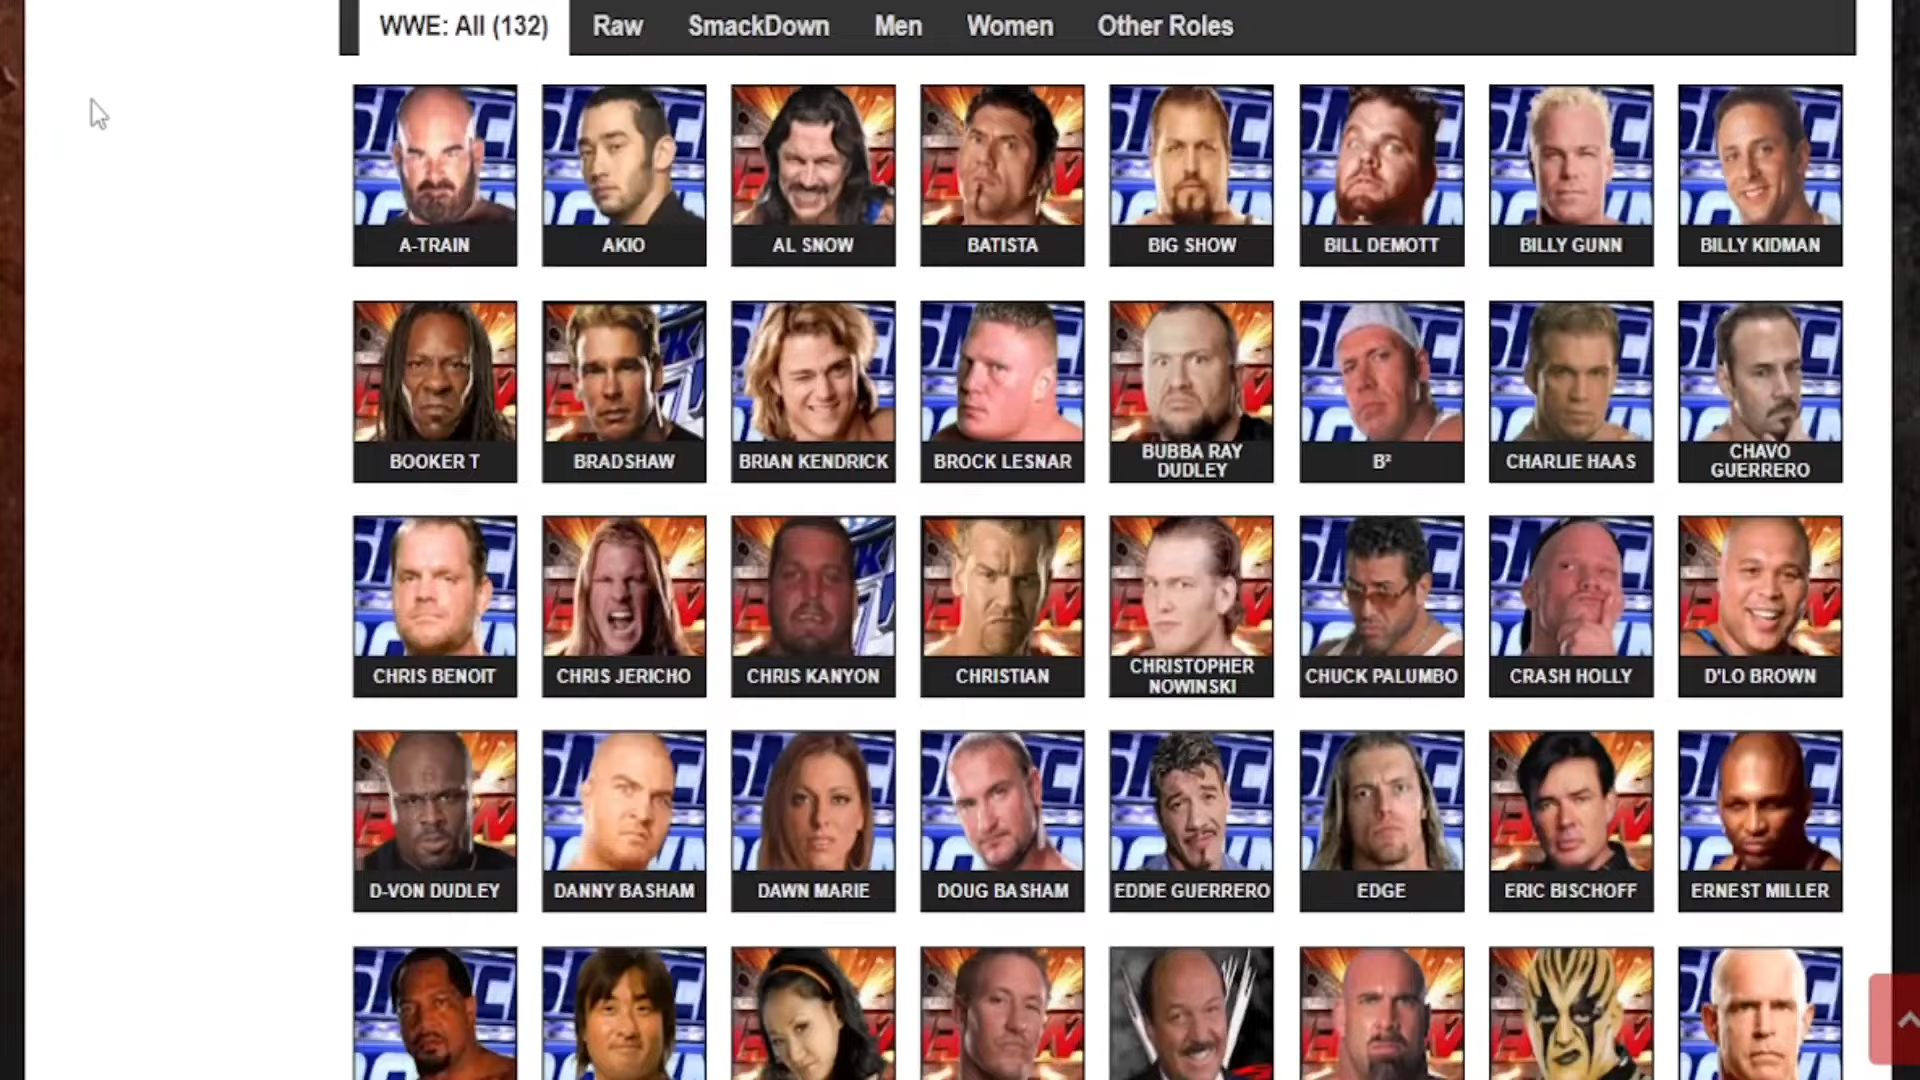 WWE: All (132) Raw SmackDown Men Women Other Roles
A-TRAIN AKIO AL SNOW BATISTA BIG SHOW BILL DEMOTT BILLY GUNN BILLY KIDMAN
BOOKER T BRADSHAW BRIAN KENDRICK BROCK LESNAR BUBBA RAY DUDLEY B² CHARLIE HAAS CHAVO GUERRERO
CHRIS BENOIT CHRIS JERICHO CHRIS KANYON CHRISTIAN CHRISTOPHER NOWINSKI CHUCK PALUMBO CRASH HOLLY D'LO BROWN
D-VON DUDLEY DANNY BASHAM DAWN MARIE DOUG BASHAM EDDIE GUERRERO EDGE ERIC BISCHOFF ERNEST MILLER